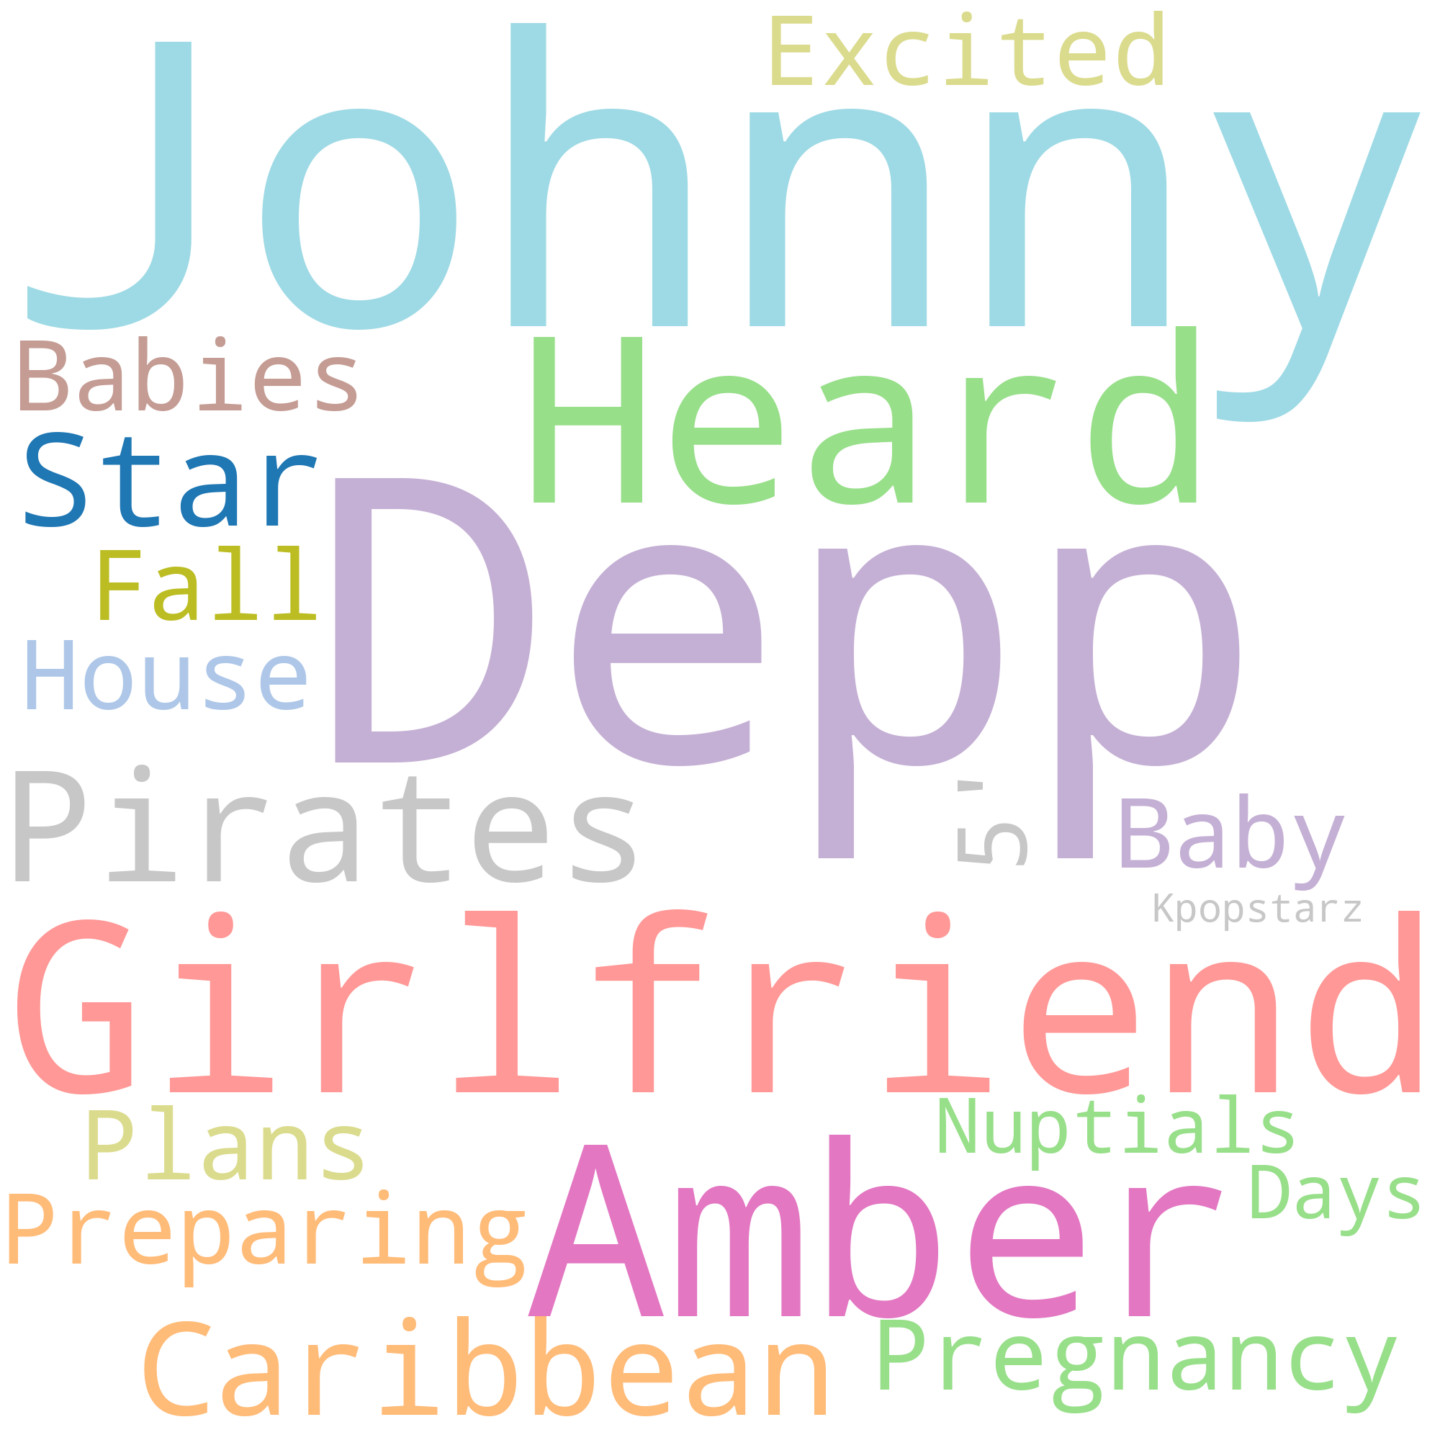 Excited
Johnny
Heard
Babies
Star
Depp
Fall
House
Pirates
5'
Baby
Kpopstarz
Girlfriend
Plans
Nuptials
Amber
Days
Preparing
Caribbean
Pregnancy